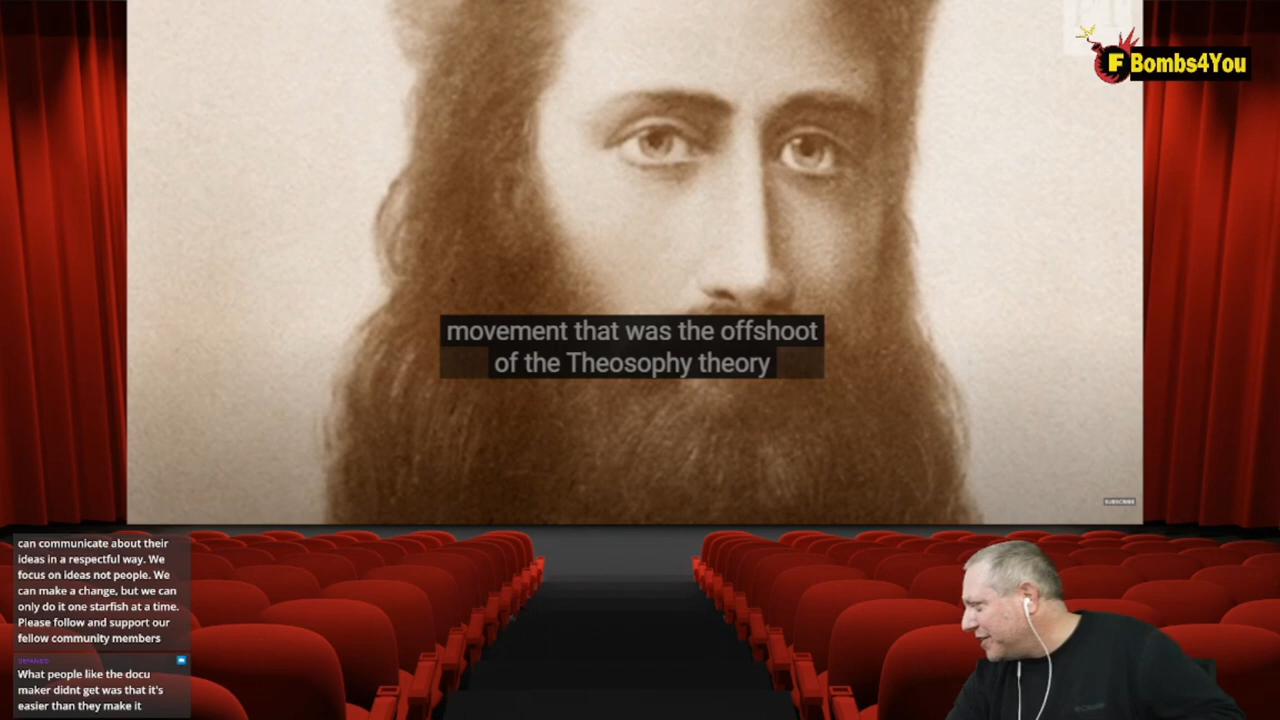 F Bombs4You
movement that was the offshoot
of the Theosophy theory
SUBSCRIBE
can communicate about their
ideas in a respectful way. We
focus on ideas not people. We
can make a change, but we can
only do it one starfish at a time.
Please follow and support our
fellow community members
What people like the docu
maker didnt get was that it's
easier than they make it